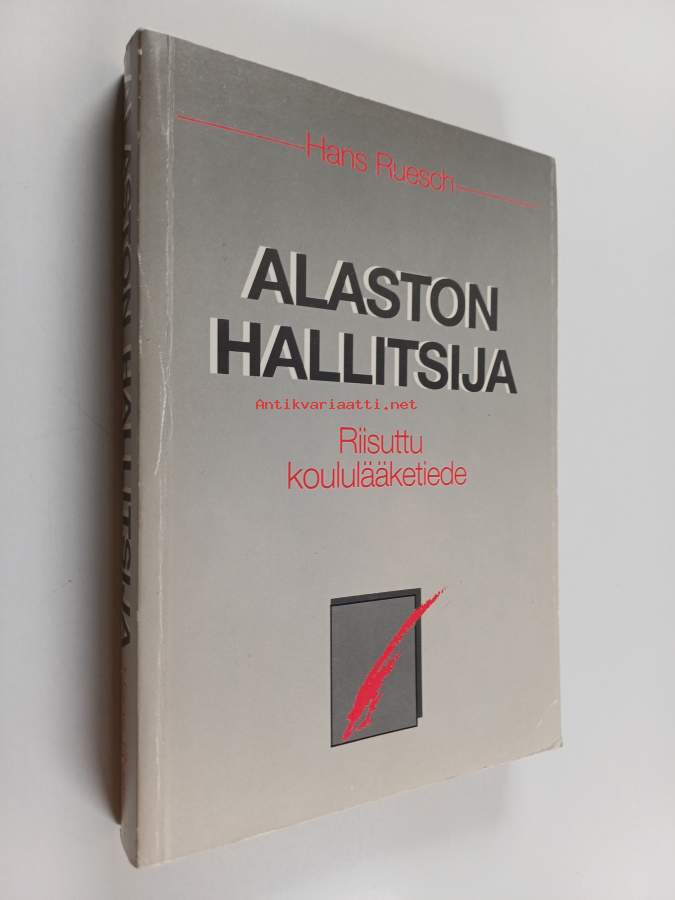 Hans Ruesch
ALASTON
HALLITSIJA
Antikvariaatti.net
Riisuttu
koululääketiede
ALASTON HALLITSIJA